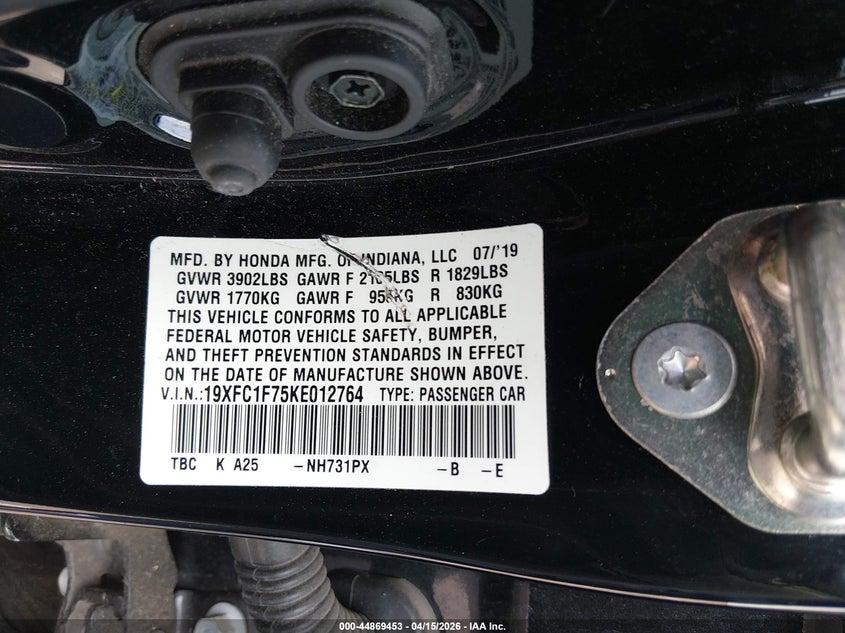 MFD. BY HONDA MFG. OF INDIANA, LLC 07/'19
GVWR 3902LBS GAWR F LBS R 1829LBS
GVWR 1770KG GAWR F KG R 830KG
THIS VEHICLE CONFORMS TO ALL APPLICABLE
FEDERAL MOTOR VEHICLE SAFETY, BUMPER,
AND THEFT PREVENTION STANDARDS IN EFFECT
ON THE DATE OF MANUFACTURE SHOWN ABOVE.
V.I.N.:19XFC1F75KE012764 TYPE: PASSENGER CAR
TBC K A25 -NH731PX -B -E
000-44869453 - 04/15/2026 - IAA Inc.